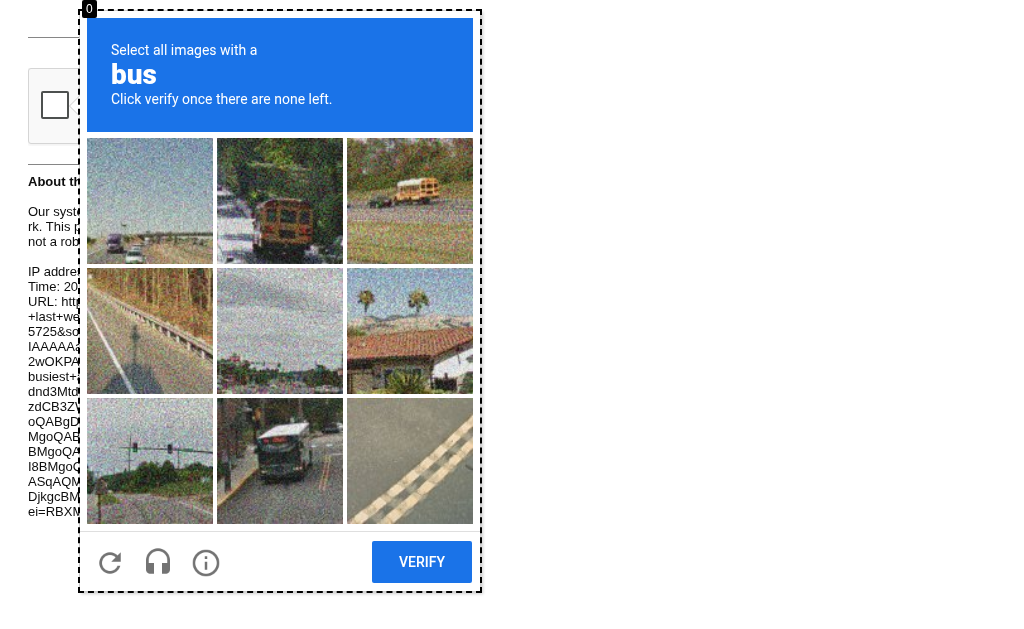 0
Select all images with a
bus
Click verify once there are none left.
About th
Our syst
rk. This p
not a rob
IP addre
Time: 20
URL: http
+last+we
5725&so
IAAAAA
2wOKPA
busiest+
dnd3Mtd
zdCB3ZV
oQABgD
MgoQAB
BMgoQA
I8BMgoQ
ASqAQM
DjkgcBM
ei=RBXM
VERIFY